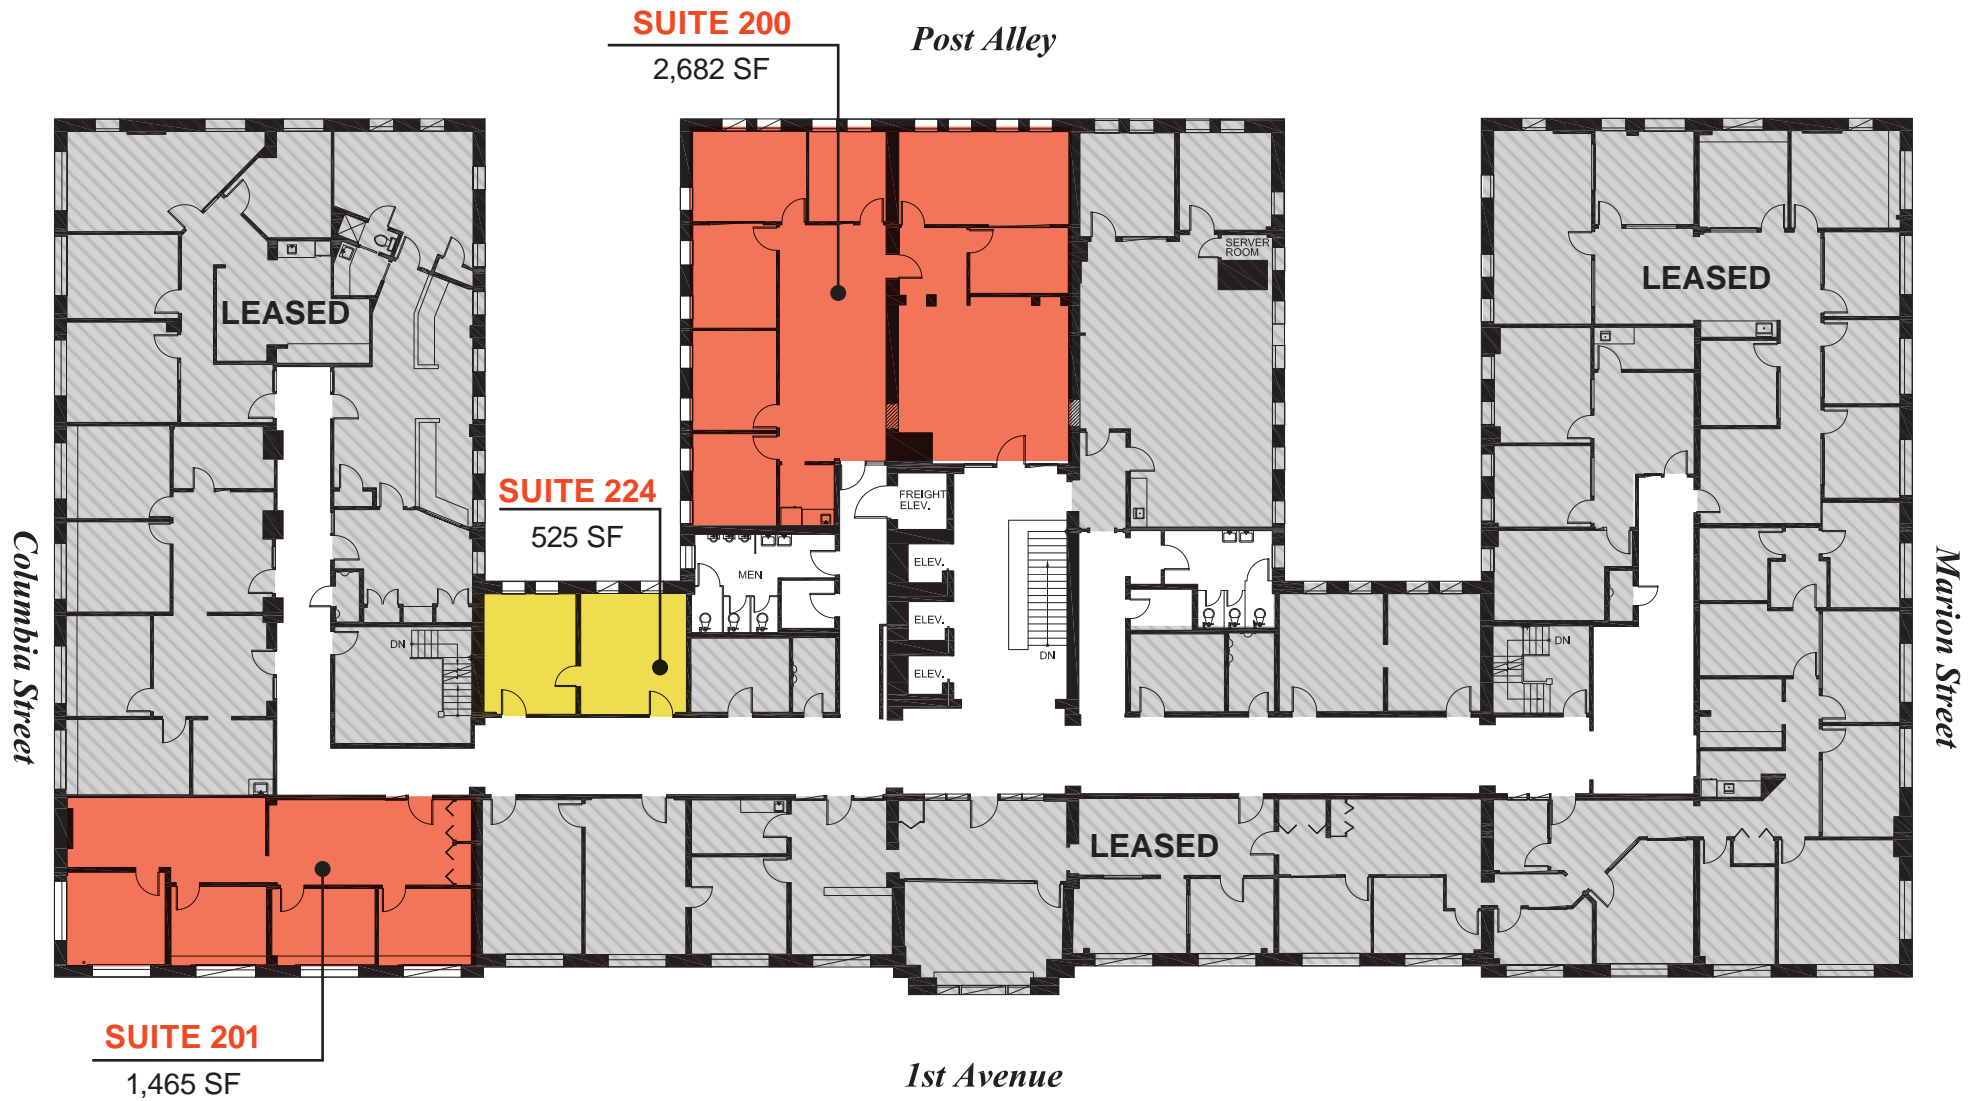 SUITE 200
2,682 SF
Post Alley
SERVER
ROOM
LEASED
LEASED
SUITE 224
525 SF
FREIGHT
ELEV.
ELEV.
MEN
ELEV.
ELEV.
DN
DN
DN
Columbia Street
Marion Street
LEASED
SUITE 201
1,465 SF
1st Avenue